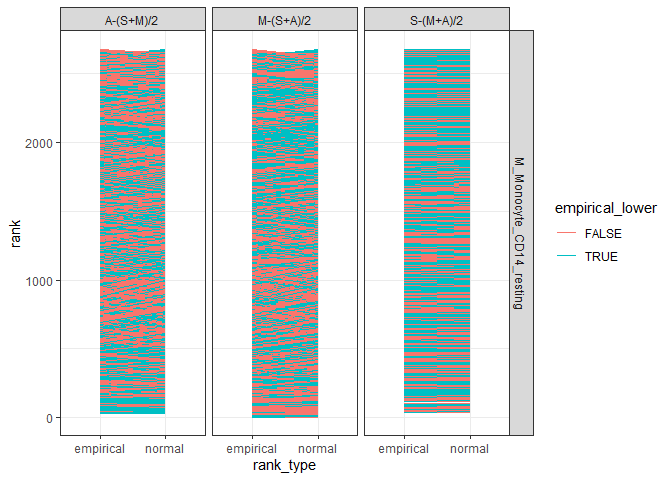 A-(S+M)/2 M-(S+A)/2 S-(M+A)/2
rank
2000
1000
0
M_Monocyte_CD14_resting
empirical normal empirical normal empirical normal
rank_type
empirical_lower
FALSE
TRUE